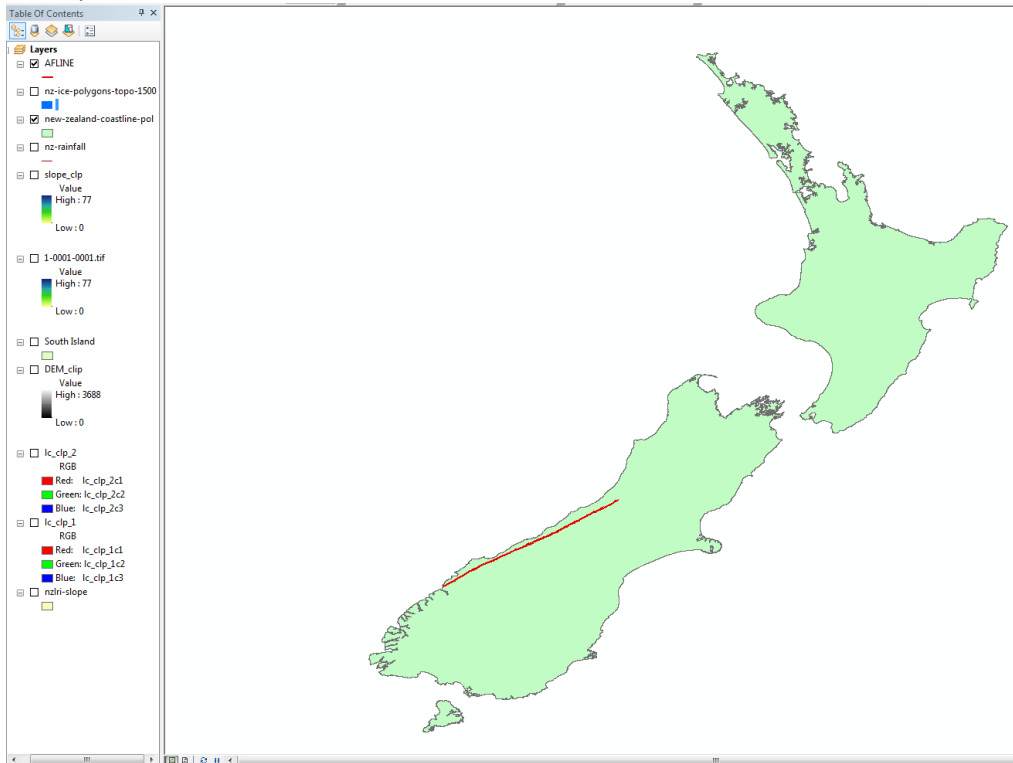 Table Of Contents
Layers
AFLINE
nz-ice-polygons-topo-1500
new-zealand-coastline-pol
nz-rainfall
slope_clp
Value
High : 77
Low : 0
1-0001-0001.tif
Value
High : 77
Low : 0
South Island
DEM_clip
Value
High : 3688
Low : 0
lc_clp_2
RGB
Red: lc_clp_2c1
Green: lc_clp_2c2
Blue: lc_clp_2c3
lc_clp_1
RGB
Red: lc_clp_1c1
Green: lc_clp_1c2
Blue: lc_clp_1c3
nzlri-slope